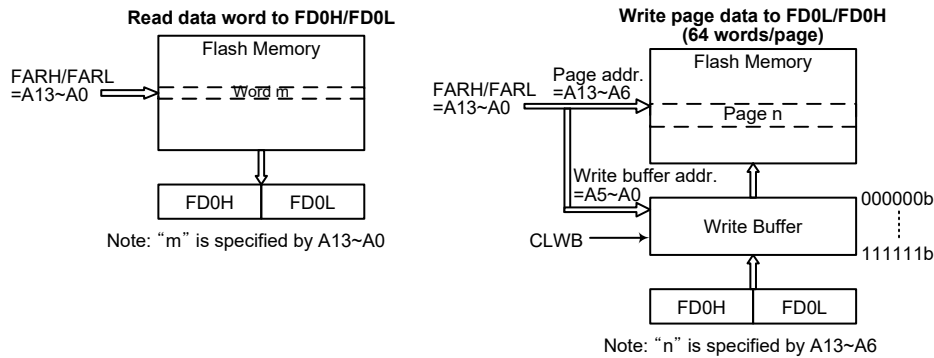 Read data word to FD0H/FD0L
Flash Memory
FARH/FARL
=A13~A0
Word m
FD0H FD0L
Note: “m” is specified by A13~A0
Write page data to FD0L/FD0H
(64 words/page)
Flash Memory
Page addr.
=A13~A6
FARH/FARL
=A13~A0
Page n
Write buffer addr.
=A5~A0
000000b
Write Buffer
CLWB
111111b
FD0H FD0L
Note: “n” is specified by A13~A6